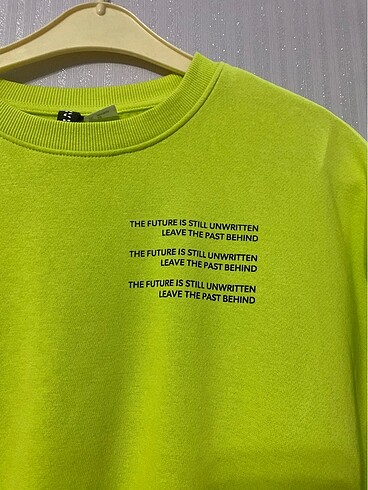 THE FUTURE IS STILL UNWRITTEN
LEAVE THE PAST BEHIND
THE FUTURE IS STILL UNWRITTEN
LEAVE THE PAST BEHIND
THE FUTURE IS STILL UNWRITTEN
LEAVE THE PAST BEHIND